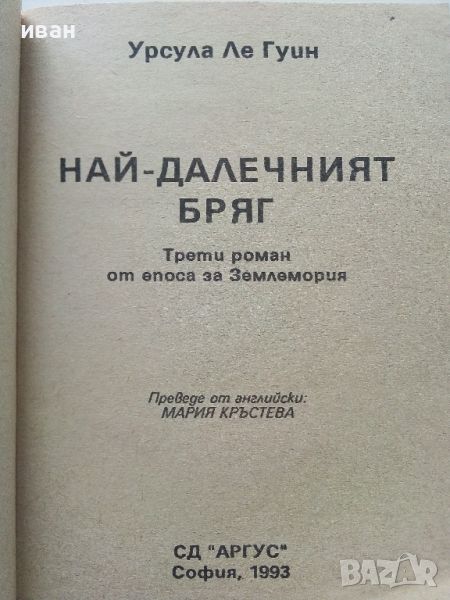 иван
Урсула Ле Гуин
НАЙ-ДАЛЕЧНИЯТ
БРЯГ
Трети роман
от епоса за Землемория
Преведе от английски:
МАРИЯ КРЪСТЕВА
СД "АРГУС"
София, 1993
BAZAR